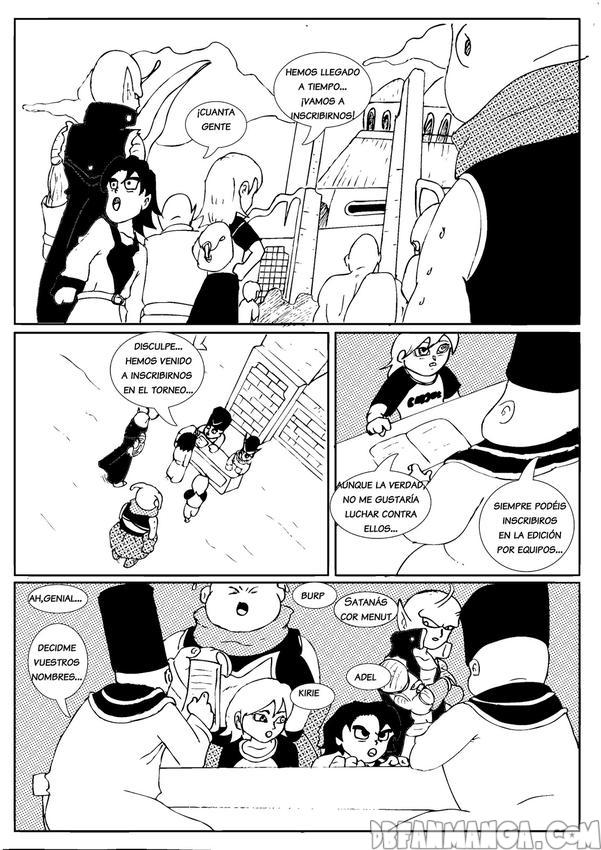 HEMOS LLEGADO
A TIEMPO...
¡VAMOS A
INSCRIBIRNOS!
¡CUANTA
GENTE
DISCULPE...
HEMOS VENIDO
A INSCRIBIRNOS
EN EL TORNEO...
AUNQUE LA VERDAD
NO ME GUSTARÍA
LUCHAR CONTRA
ELLOS...
SIEMPRE PODÉIS
INSCRIBIROS
EN LA EDICIÓN
POR EQUIPOS...
AH,GENIAL...
DECIDME
VUESTROS
NOMBRES...
BURP
SATANÁS
COR MENUT
KIRIE
ADEL
DBFANMANGA.COM